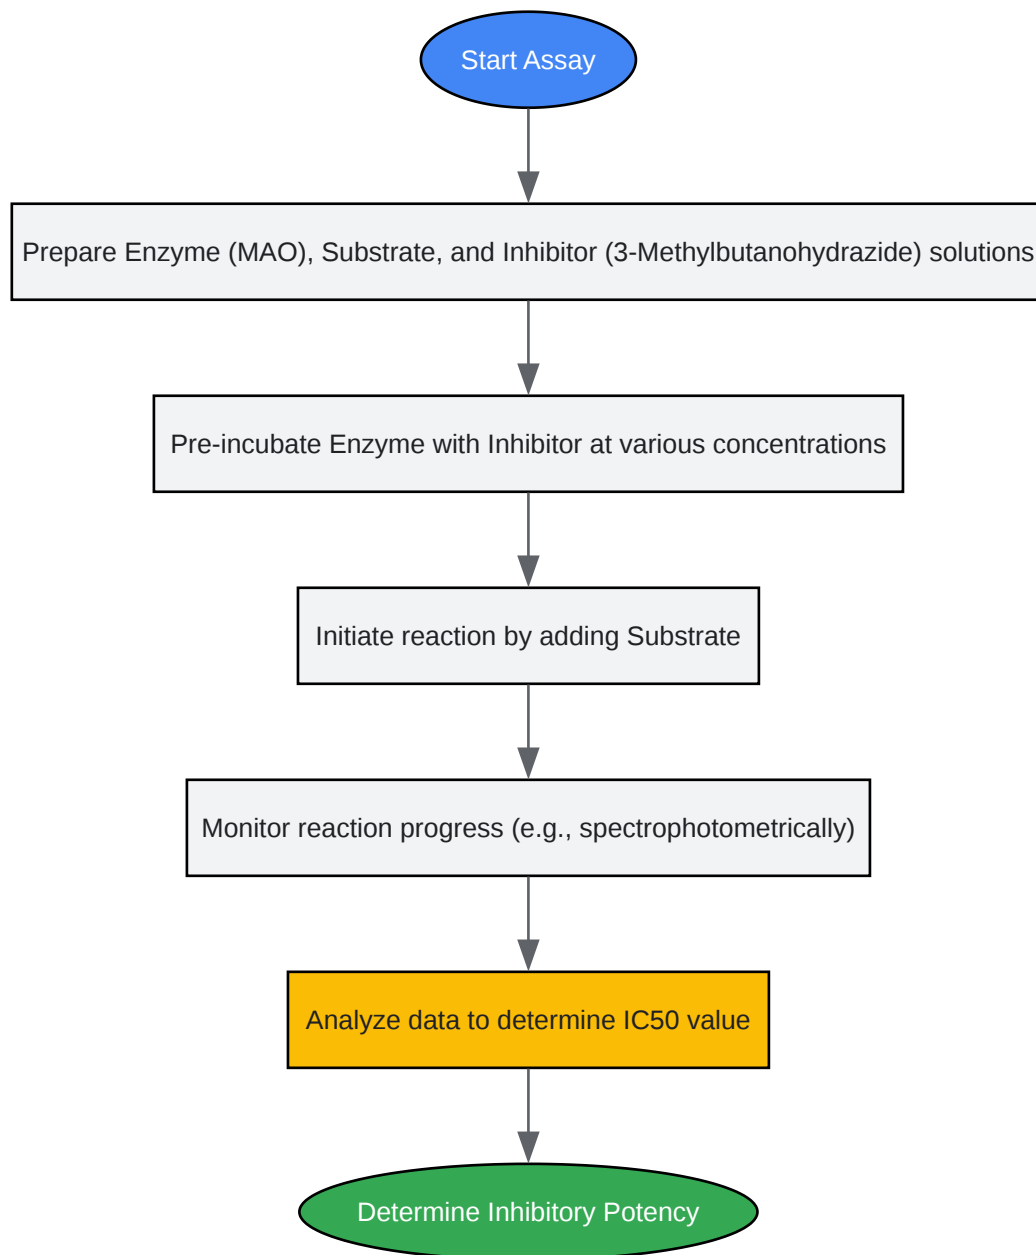 Start Assay
Prepare Enzyme (MAO), Substrate, and Inhibitor (3-Methylbutanohydrazide) solutions
Pre-incubate Enzyme with Inhibitor at various concentrations
Initiate reaction by adding Substrate
Monitor reaction progress (e.g., spectrophotometrically)
Analyze data to determine IC50 value
Determine Inhibitory Potency